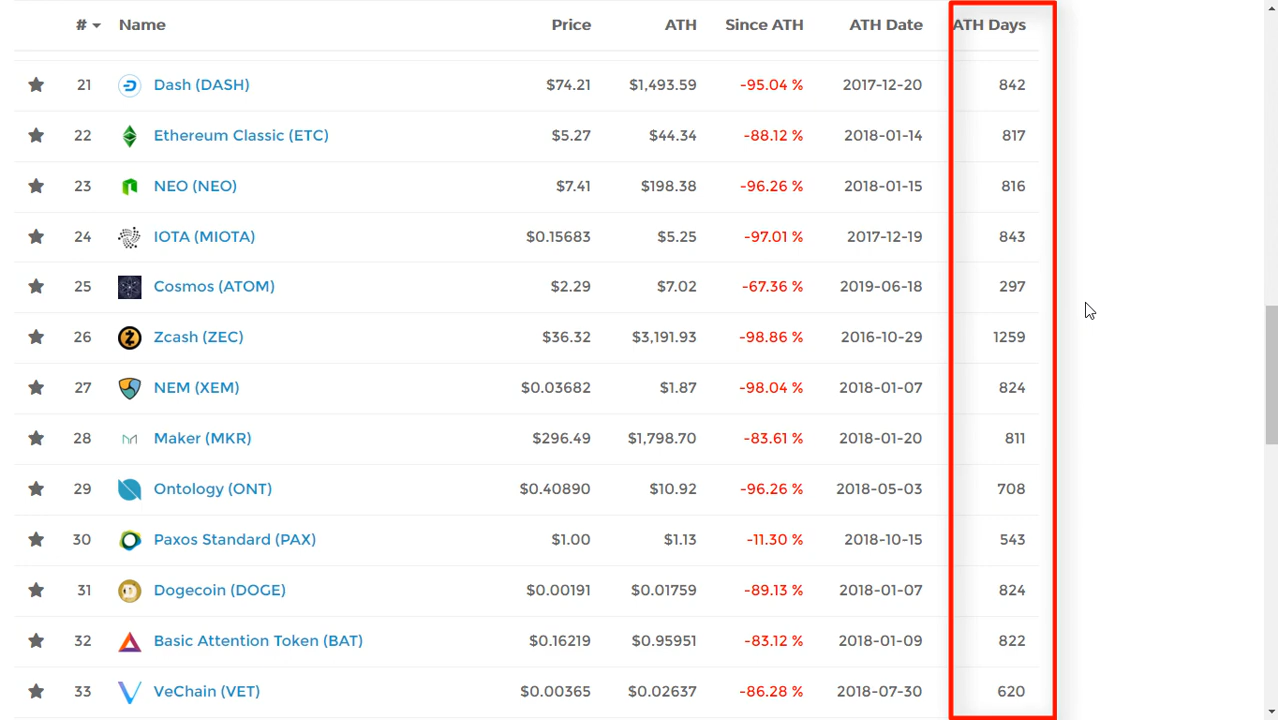 # Name Price ATH Since ATH ATH Date ATH Days
21 Dash (DASH) $74.21 $1,493.59 -95.04 % 2017-12-20 842
22 Ethereum Classic (ETC) $5.27 $44.34 -88.12 % 2018-01-14 817
23 NEO (NEO) $7.41 $198.38 -96.26 % 2018-01-15 816
24 IOTA (MIOTA) $0.15683 $5.25 -97.01 % 2017-12-19 843
25 Cosmos (ATOM) $2.29 $7.02 -67.36 % 2019-06-18 297
26 Zcash (ZEC) $36.32 $3,191.93 -98.86 % 2016-10-29 1259
27 NEM (XEM) $0.03682 $1.87 -98.04 % 2018-01-07 824
28 Maker (MKR) $296.49 $1,798.70 -83.61 % 2018-01-20 811
29 Ontology (ONT) $0.40890 $10.92 -96.26 % 2018-05-03 708
30 Paxos Standard (PAX) $1.00 $1.13 -11.30 % 2018-10-15 543
31 Dogecoin (DOGE) $0.00191 $0.01759 -89.13 % 2018-01-07 824
32 Basic Attention Token (BAT) $0.16219 $0.95951 -83.12 % 2018-01-09 822
33 VeChain (VET) $0.00365 $0.02637 -86.28 % 2018-07-30 620